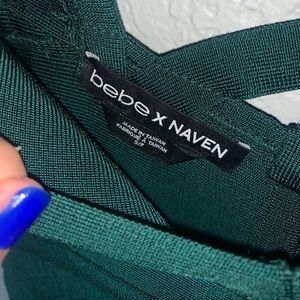 bebe x NAVEN
MADE IN TAIWAN
FABRIQUÉ À TAIWAN
S/P